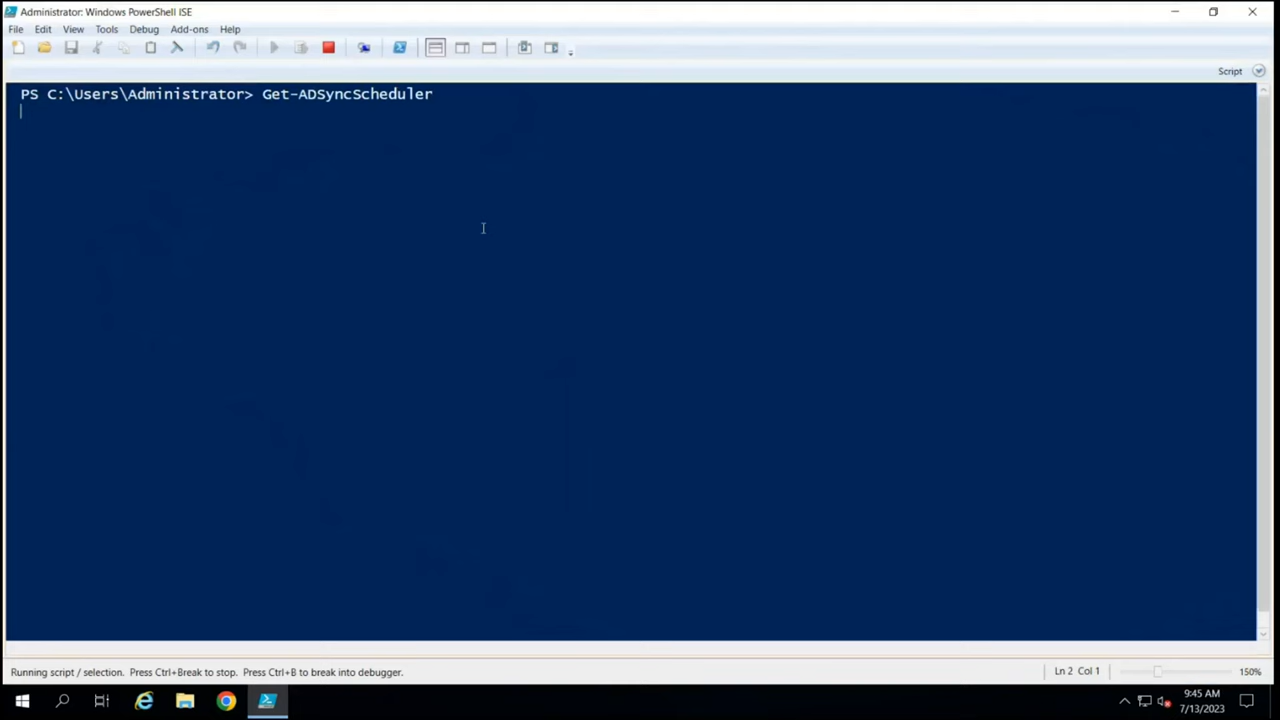 Administrator: Windows PowerShell ISE
File Edit View Tools Debug Add-ons Help
Script
PS C:\Users\Administrator> Get-ADSyncScheduler
Running script / selection. Press Ctrl+Break to stop. Press Ctrl+B to break into debugger.
Ln 2 Col 1
150%
9:45 AM
7/13/2023